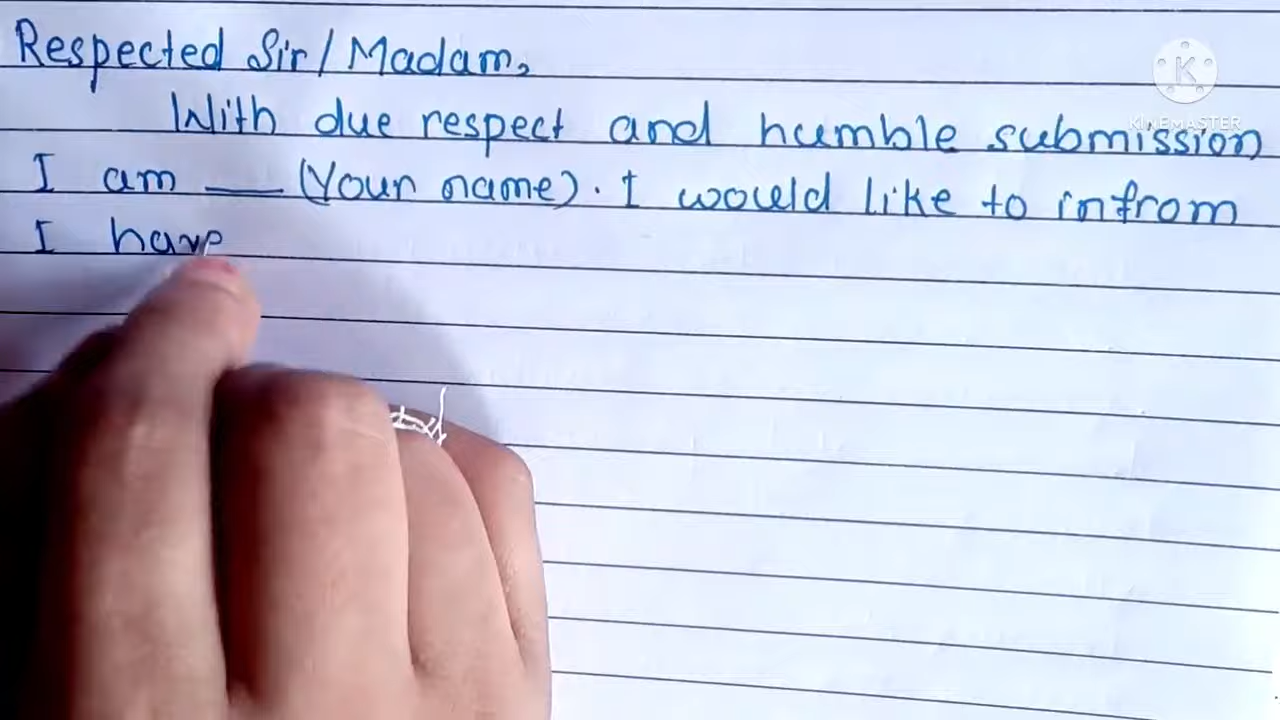 Respected Sir/Madam,
With due respect and humble submission
I am ___ (Your name). I would like to infrom
I have
K
KINEMASTER